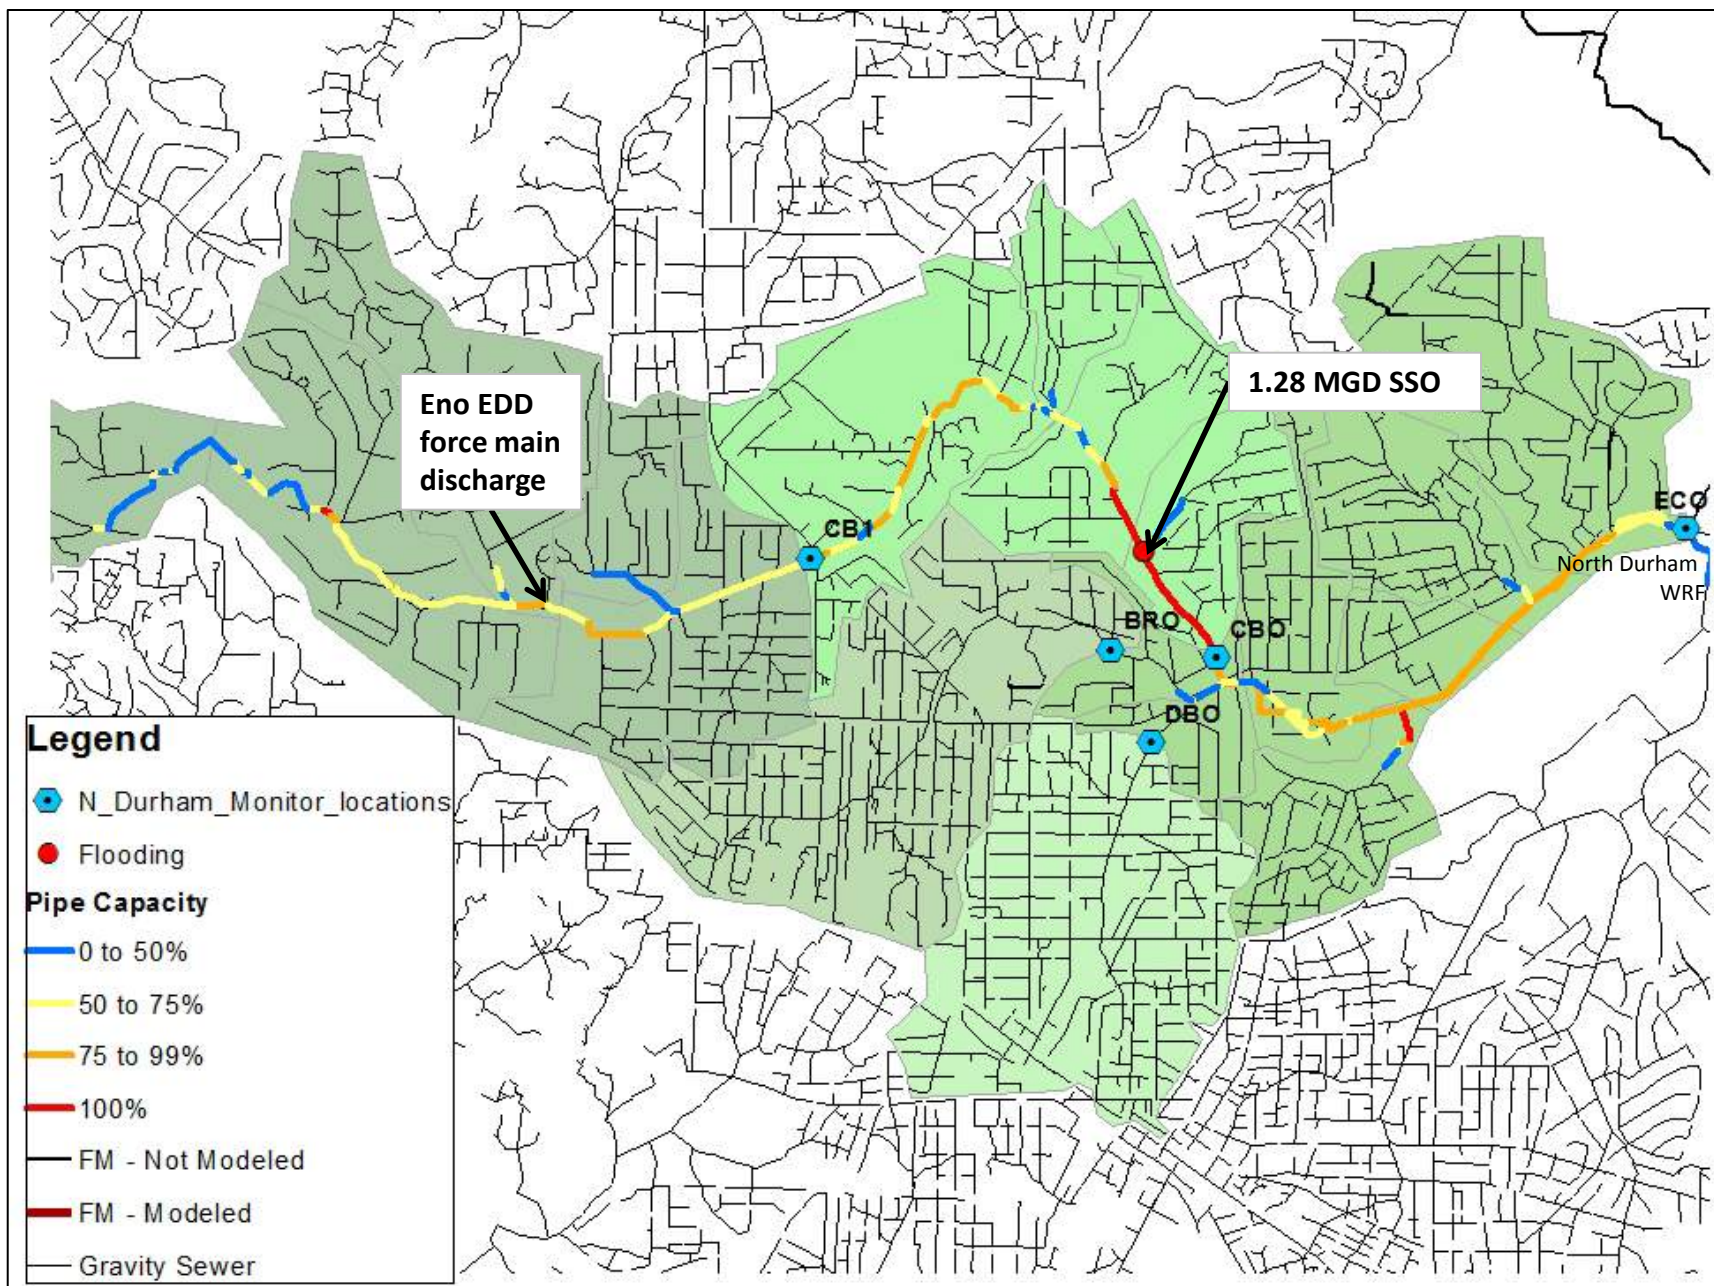 1.28 MGD SSO
Eno EDD
force main
discharge
CB1
ECO
North Durham
WRF
BRO
CBO
DBO
Legend
N_Durham_Monitor_locations
Flooding
Pipe Capacity
0 to 50%
50 to 75%
75 to 99%
100%
FM - Not Modeled
FM - Modeled
Gravity Sewer